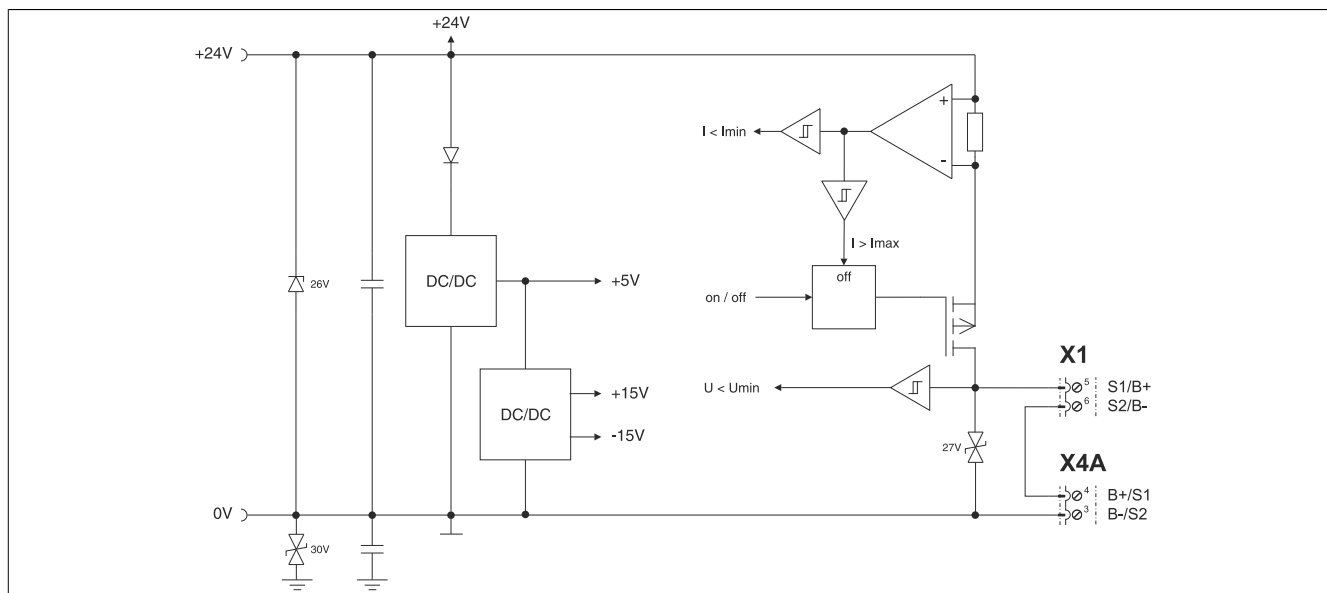 +24V
+24V
+
I < Imin
-
I > Imax
26V
DC/DC
+5V
off
on / off
X1
U < Umin
5 S1/B+
6 S2/B-
DC/DC
+15V
-15V
27V
X4A
4 B+/S1
3 B-/S2
0V
30V